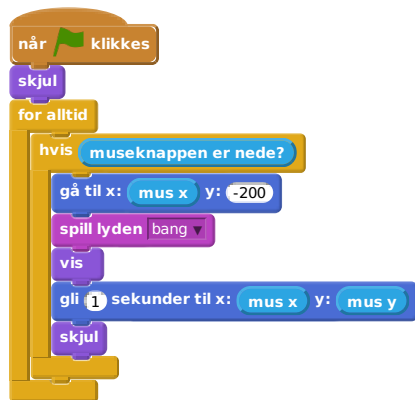 når klikkes
skjul
for alltid
hvis museknappen er nede?
gå til x: mus x y: -200
spill lyden bang
vis
gli 1 sekunder til x: mus x y: mus y
skjul